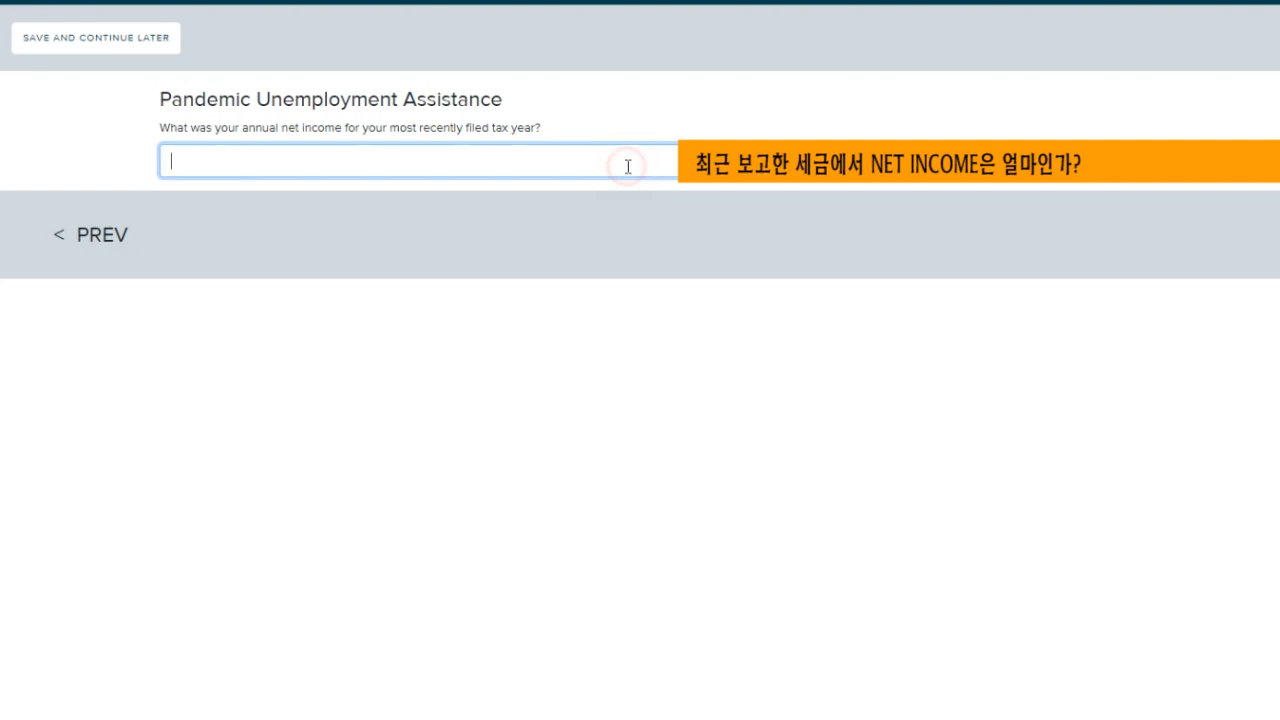 SAVE AND CONTINUE LATER
Pandemic Unemployment Assistance
What was your annual net income for your most recently filed tax year?
최근 보고한 세금에서 NET INCOME은 얼마인가?
< PREV